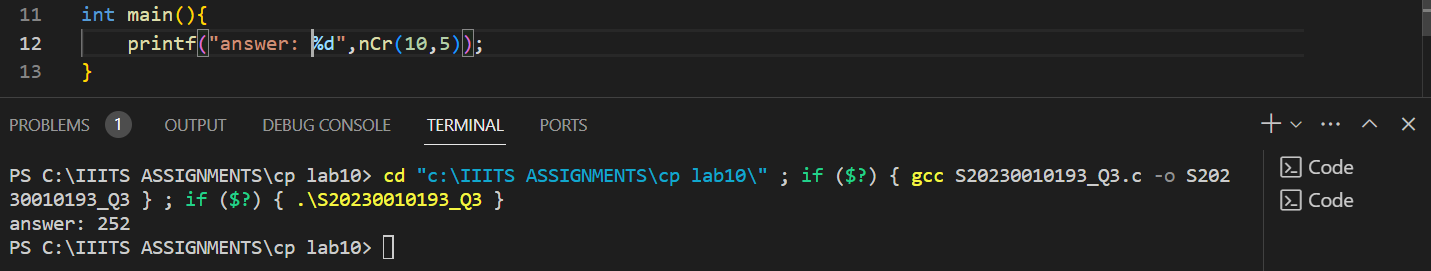 11 int main(){
12 printf("answer: %d",nCr(10,5));
13 }
PROBLEMS 1 OUTPUT DEBUG CONSOLE TERMINAL PORTS
PS C:\IIITS ASSIGNMENTS\cp lab10> cd "c:\IIITS ASSIGNMENTS\cp lab10\" ; if ($?) { gcc S20230010193_Q3.c -o S202
30010193_Q3 } ; if ($?) { .\S20230010193_Q3 }
answer: 252
PS C:\IIITS ASSIGNMENTS\cp lab10>
Code
Code